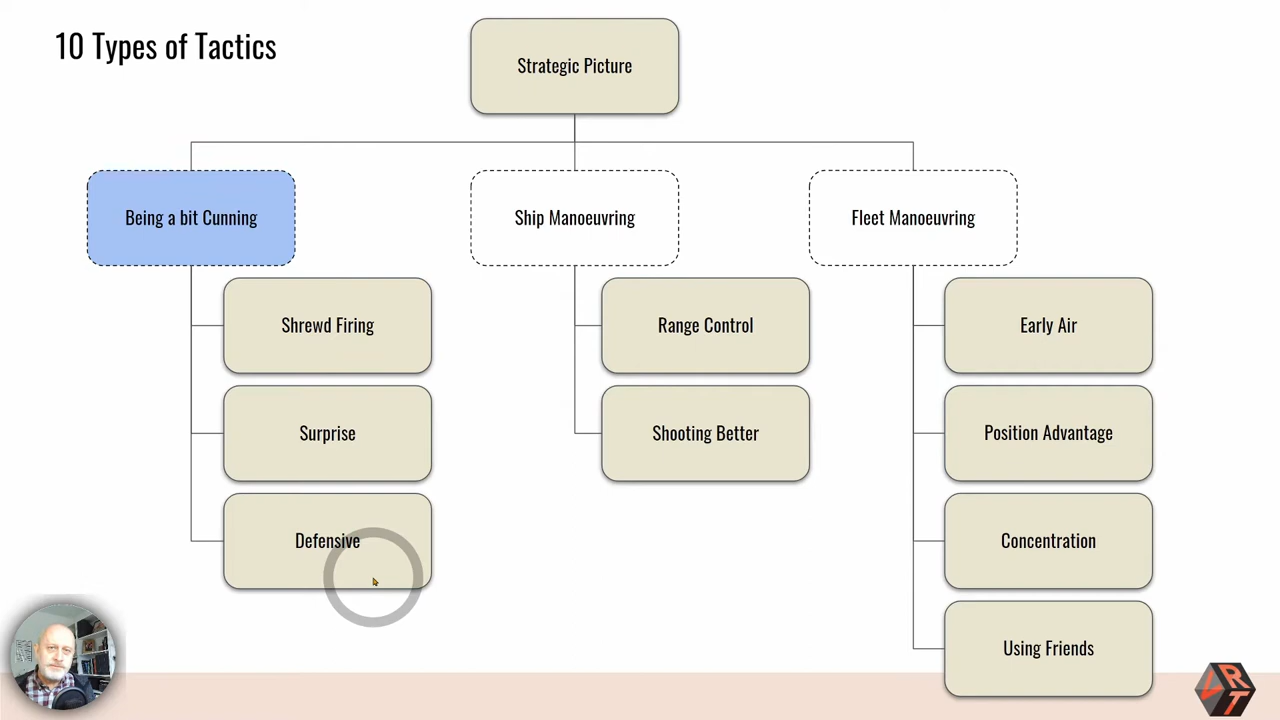 10 Types of Tactics
Strategic Picture
Being a bit Cunning
Ship Manoeuvring
Fleet Manoeuvring
Shrewd Firing
Range Control
Early Air
Surprise
Shooting Better
Position Advantage
Defensive
Concentration
Using Friends
LRT